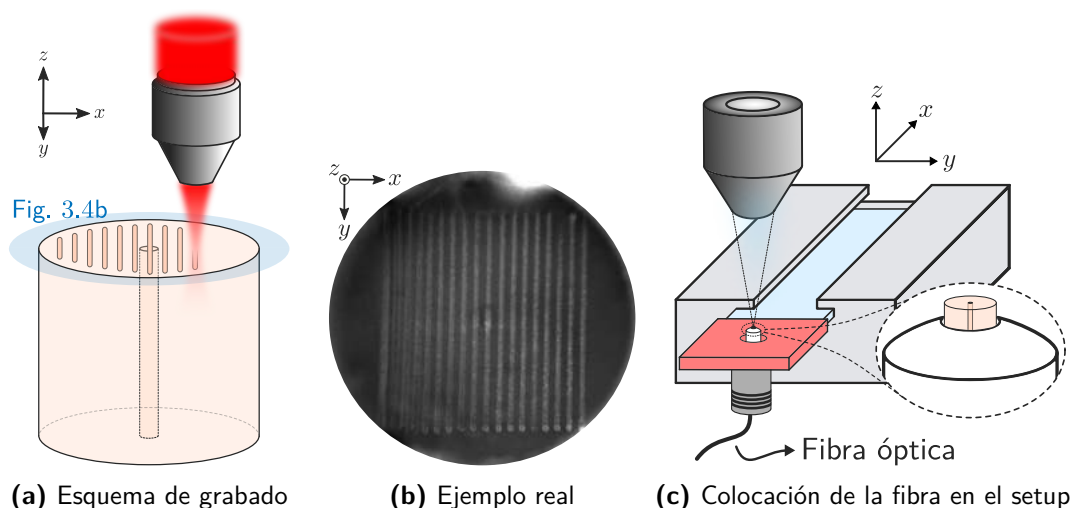 z
x
y
Fig. 3.4b
(a) Esquema de grabado
z
x
y
(b) Ejemplo real
z
x
y
Fibra óptica
(c) Colocación de la fibra en el setup